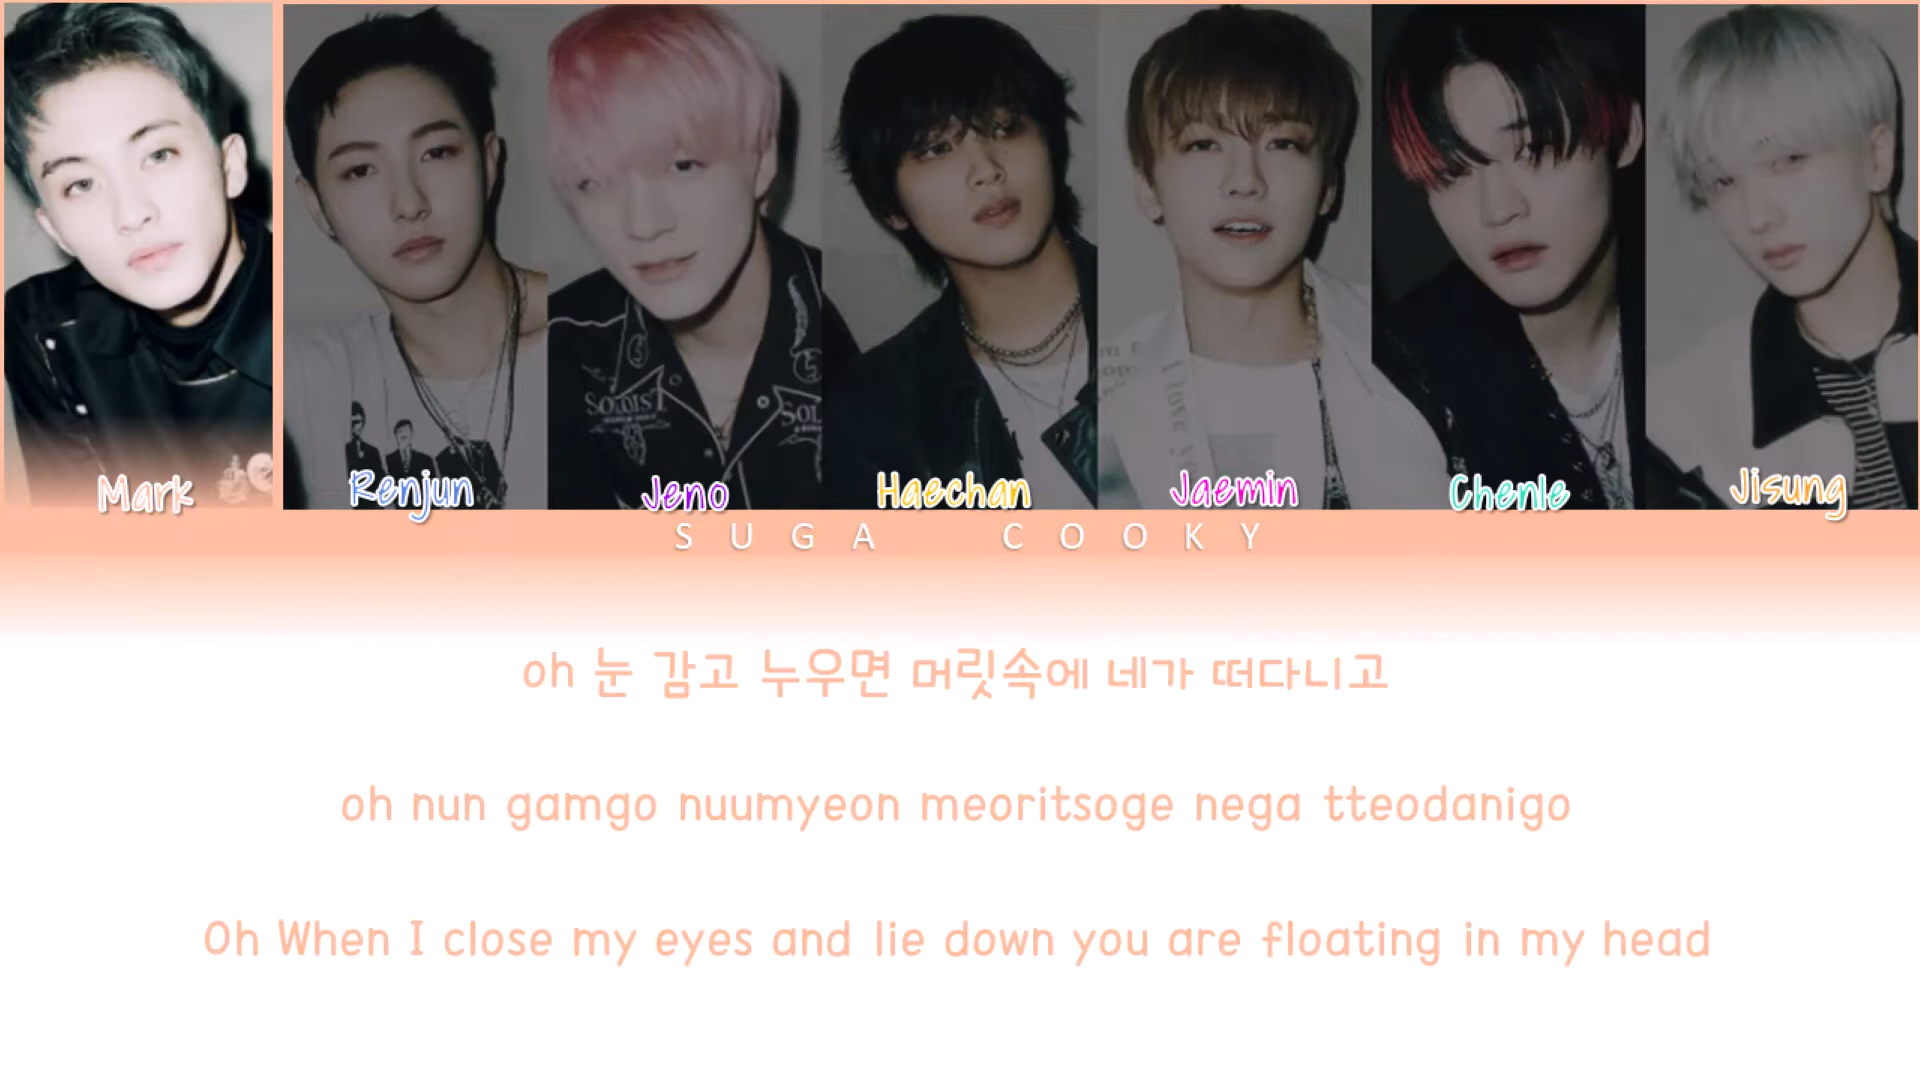 SOLOIST SOL
Mark Renjun Jeno Haechan Jaemin Chenle Jisung
SUGA COOKY
oh 눈 감고 누우면 머릿속에 네가 떠다니고
oh nun gamgo nuumyeon meoritsoge nega tteodanigo
Oh When I close my eyes and lie down you are floating in my head